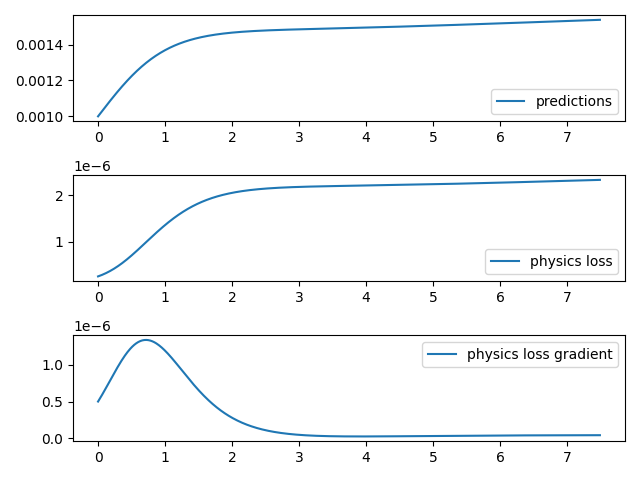 0.0014
0.0012
0.0010
predictions
0 1 2 3 4 5 6 7
1e−6
2
1
physics loss
0 1 2 3 4 5 6 7
1e−6
1.0
0.5
0.0
physics loss gradient
0 1 2 3 4 5 6 7